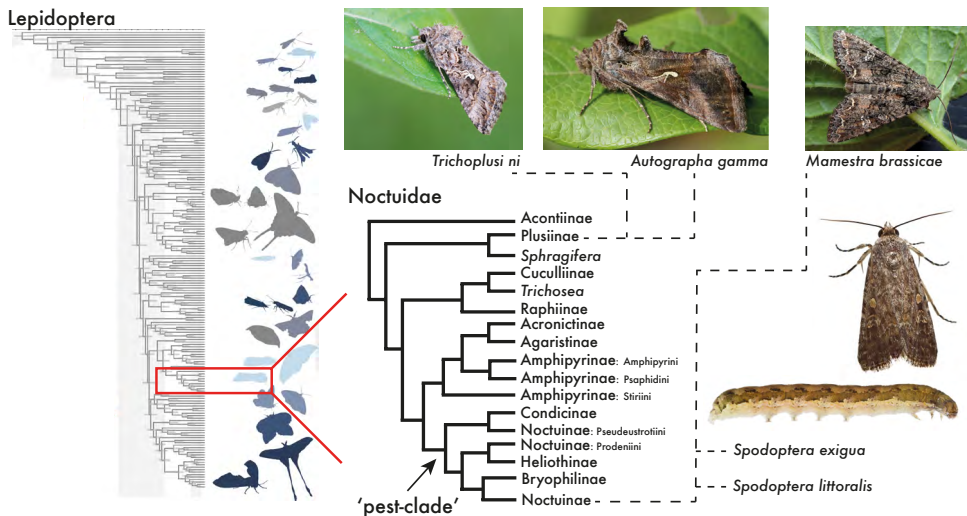 Lepidoptera
Trichoplusi ni
Autographa gamma
Mamestra brassicae
Noctuidae
Acontiinae
Plusiinae
Sphragifera
Cuculliinae
Trichosea
Raphiinae
Acronictinae
Agaristinae
Amphipyrinae: Amphipyrini
Amphipyrinae: Psaphidini
Amphipyrinae: Stiriini
Condicinae
Noctuinae: Pseudeustrotiini
Noctuinae: Prodeniini
Heliothinae
Bryophilinae
Noctuinae
'pest-clade'
Spodoptera exigua
Spodoptera littoralis